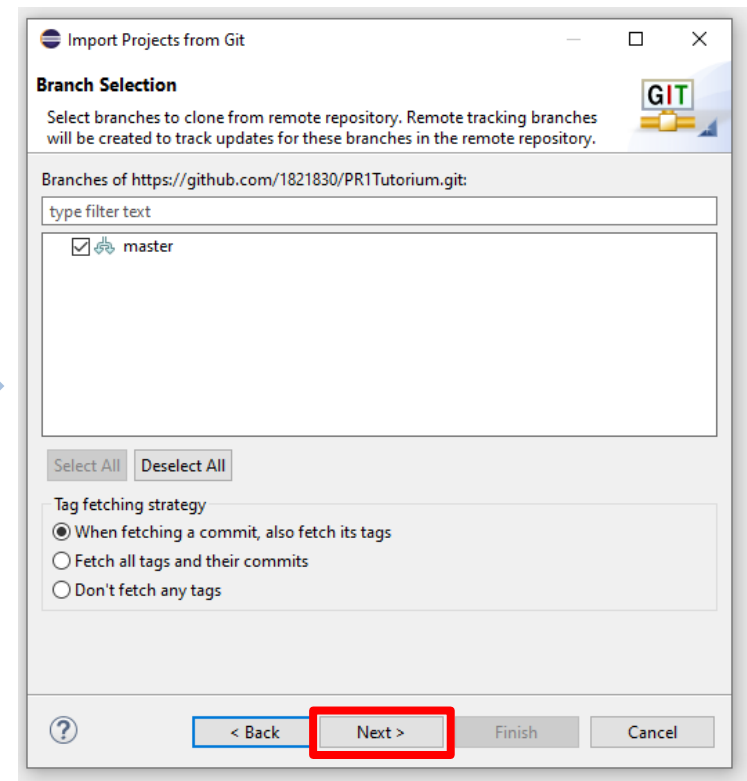 Import Projects from Git
Branch Selection
Select branches to clone from remote repository. Remote tracking branches
will be created to track updates for these branches in the remote repository.
GIT
Branches of https://github.com/1821830/PR1Tutorium.git:
type filter text
master
Select All Deselect All
Tag fetching strategy
When fetching a commit, also fetch its tags
Fetch all tags and their commits
Don't fetch any tags
? < Back Next > Finish Cancel